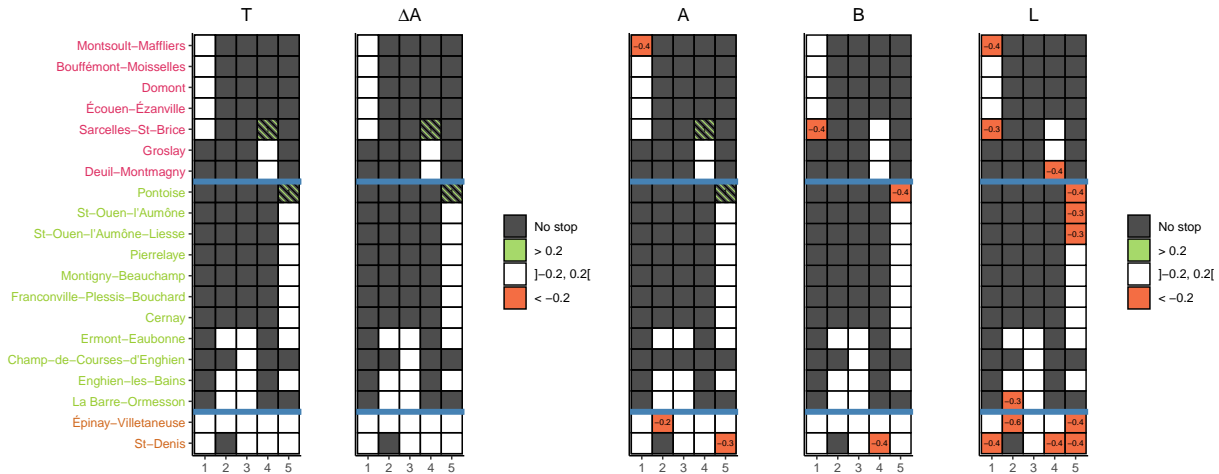 T ΔA A B L
Montsoult−Maffliers −0.4 −0.4
Bouffémont−Moisselles
Domont
Écouen−Ézanville
Sarcelles−St−Brice −0.4 −0.3
Groslay
Deuil−Montmagny −0.4
Pontoise −0.4 −0.4
St−Ouen−l'Aumône −0.3
St−Ouen−l'Aumône−Liesse −0.3
Pierrelaye
Montigny−Beauchamp
Franconville−Plessis−Bouchard
Cernay
Ermont−Eaubonne
Champ−de−Courses−d'Enghien
Enghien−les−Bains
La Barre−Ormesson −0.3
Épinay−Villetaneuse −0.2 −0.6 −0.4
St−Denis −0.3 −0.4 −0.4 −0.4 −0.4
1 2 3 4 5 1 2 3 4 5 1 2 3 4 5 1 2 3 4 5 1 2 3 4 5
No stop
> 0.2
]−0.2, 0.2[
< −0.2
No stop
> 0.2
]−0.2, 0.2[
< −0.2